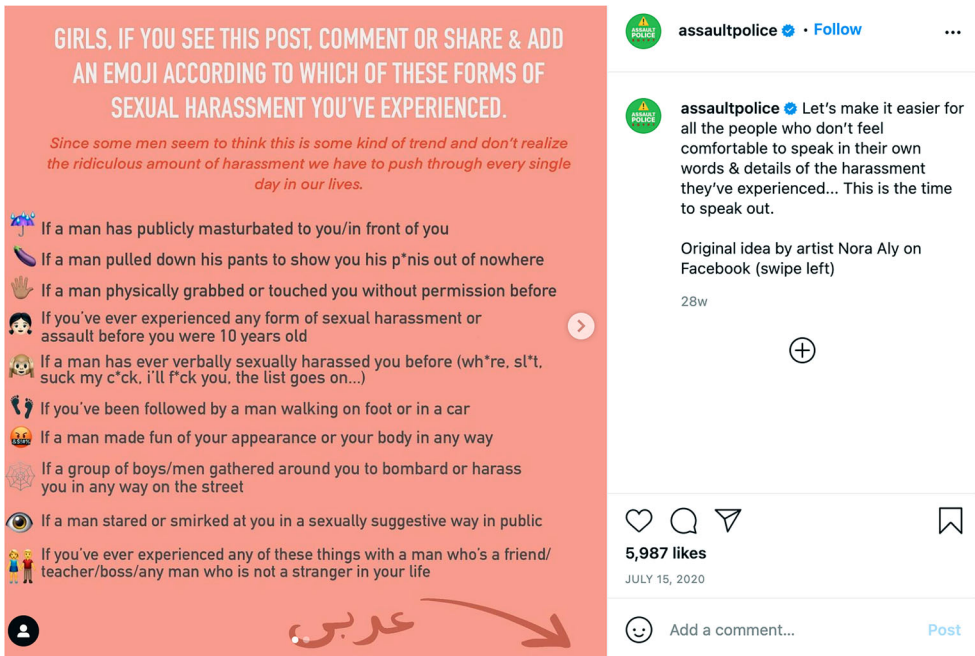 GIRLS, IF YOU SEE THIS POST, COMMENT OR SHARE & ADD
AN EMOJI ACCORDING TO WHICH OF THESE FORMS OF
SEXUAL HARASSMENT YOU'VE EXPERIENCED.
Since some men seem to think this is some kind of trend and don't realize
the ridiculous amount of harassment we have to push through every single
day in our lives.
If a man has publicly masturbated to you/in front of you
If a man pulled down his pants to show you his p*nis out of nowhere
If a man physically grabbed or touched you without permission before
If you've ever experienced any form of sexual harassment or
assault before you were 10 years old
If a man has ever verbally sexually harassed you before (wh*re, sl*t,
suck my c*ck, i'll f*ck you, the list goes on...)
If you've been followed by a man walking on foot or in a car
If a man made fun of your appearance or your body in any way
If a group of boys/men gathered around you to bombard or harass
you in any way on the street
If a man stared or smirked at you in a sexually suggestive way in public
If you've ever experienced any of these things with a man who's a friend/
teacher/boss/any man who is not a stranger in your life
عربي
ASSAULT
POLICE
assaultpolice • Follow
ASSAULT
POLICE
assaultpolice Let's make it easier for
all the people who don't feel
comfortable to speak in their own
words & details of the harassment
they've experienced... This is the time
to speak out.
Original idea by artist Nora Aly on
Facebook (swipe left)
28w
5,987 likes
JULY 15, 2020
Add a comment...
Post